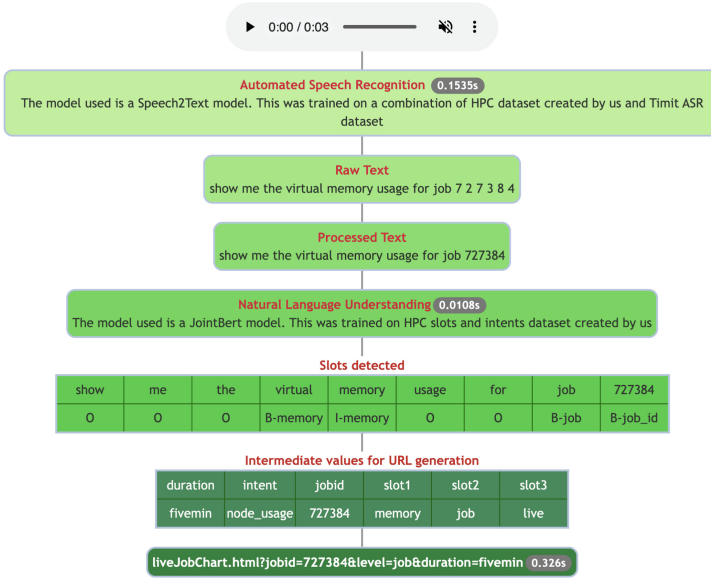 0:00 / 0:03
Automated Speech Recognition 0.1535s
The model used is a Speech2Text model. This was trained on a combination of HPC dataset created by us and Timit ASR
dataset
Raw Text
show me the virtual memory usage for job 7 2 7 3 8 4
Processed Text
show me the virtual memory usage for job 727384
Natural Language Understanding 0.0108s
The model used is a JointBert model. This was trained on HPC slots and intents dataset created by us
Slots detected
show me the virtual memory usage for job 727384
O O O B-memory I-memory O O B-job B-job_id
Intermediate values for URL generation
duration intent jobid slot1 slot2 slot3
fivemin node_usage 727384 memory job live
liveJobChart.html?jobid=727384&level=job&duration=fivemin 0.326s